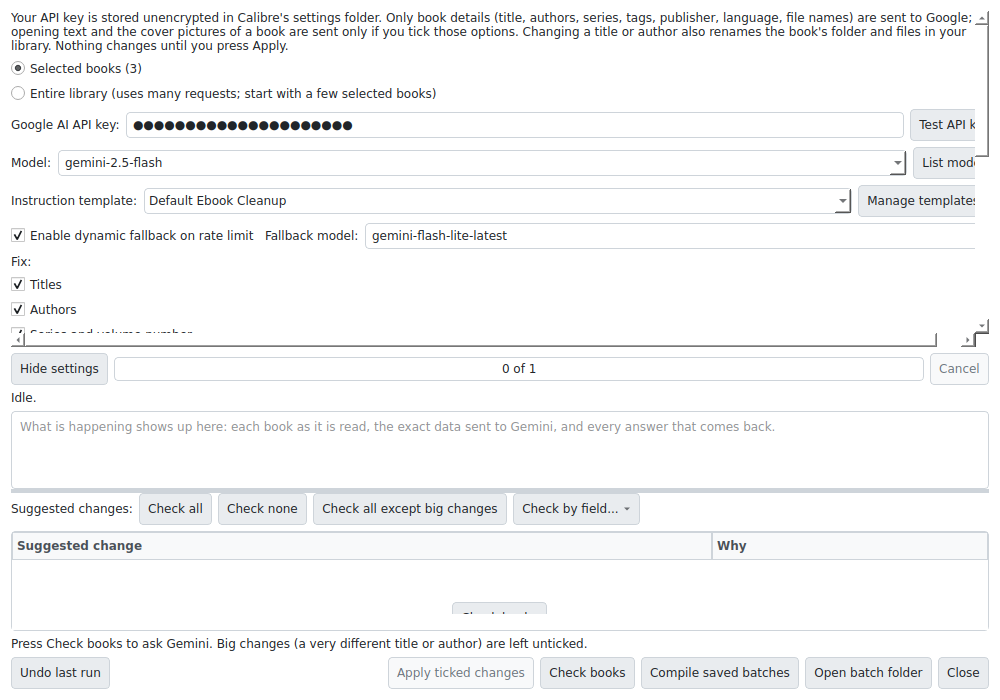 Your API key is stored unencrypted in Calibre's settings folder. Only book details (title, authors, series, tags, publisher, language, file names) are sent to Google;
opening text and the cover pictures of a book are sent only if you tick those options. Changing a title or author also renames the book's folder and files in your
library. Nothing changes until you press Apply.
Selected books (3)
Entire library (uses many requests; start with a few selected books)
Google AI API key: ●●●●●●●●●●●●●●●●●●●● Test API k
Model: gemini-2.5-flash List mod
Instruction template: Default Ebook Cleanup Manage templates
Enable dynamic fallback on rate limit Fallback model: gemini-flash-lite-latest
Fix:
Titles
Authors
Series and volume number
Hide settings 0 of 1 Cancel
Idle.
What is happening shows up here: each book as it is read, the exact data sent to Gemini, and every answer that comes back.
Suggested changes: Check all Check none Check all except big changes Check by field...
Suggested change Why
Press Check books to ask Gemini. Big changes (a very different title or author) are left unticked.
Undo last run Apply ticked changes Check books Compile saved batches Open batch folder Close